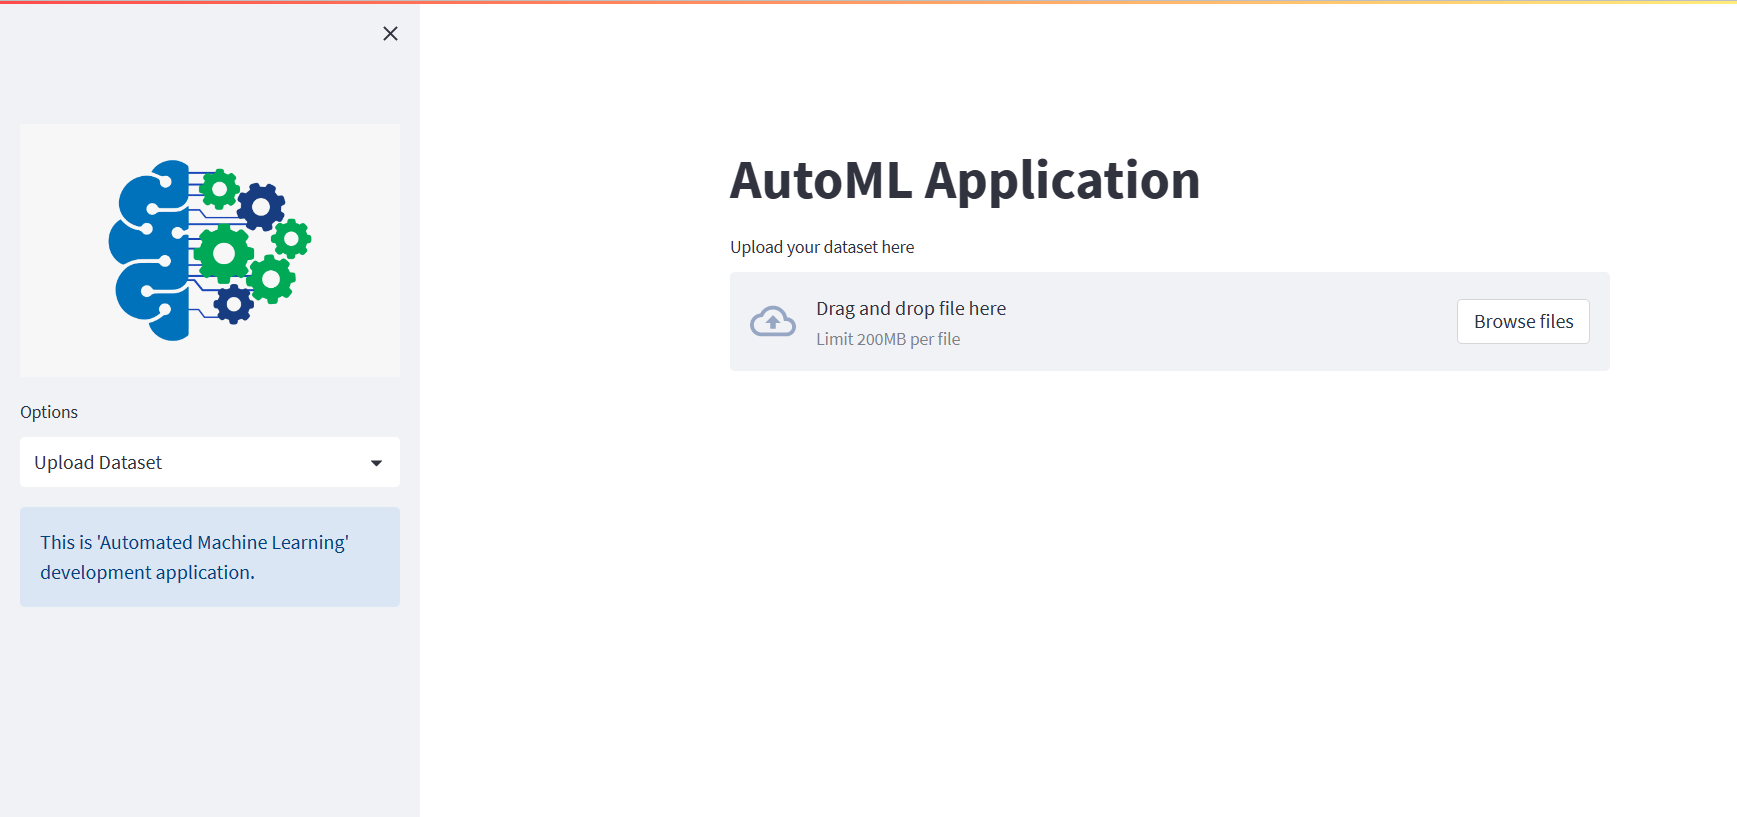 Options
Upload Dataset
This is 'Automated Machine Learning'
development application.
AutoML Application
Upload your dataset here
Drag and drop file here
Limit 200MB per file
Browse files